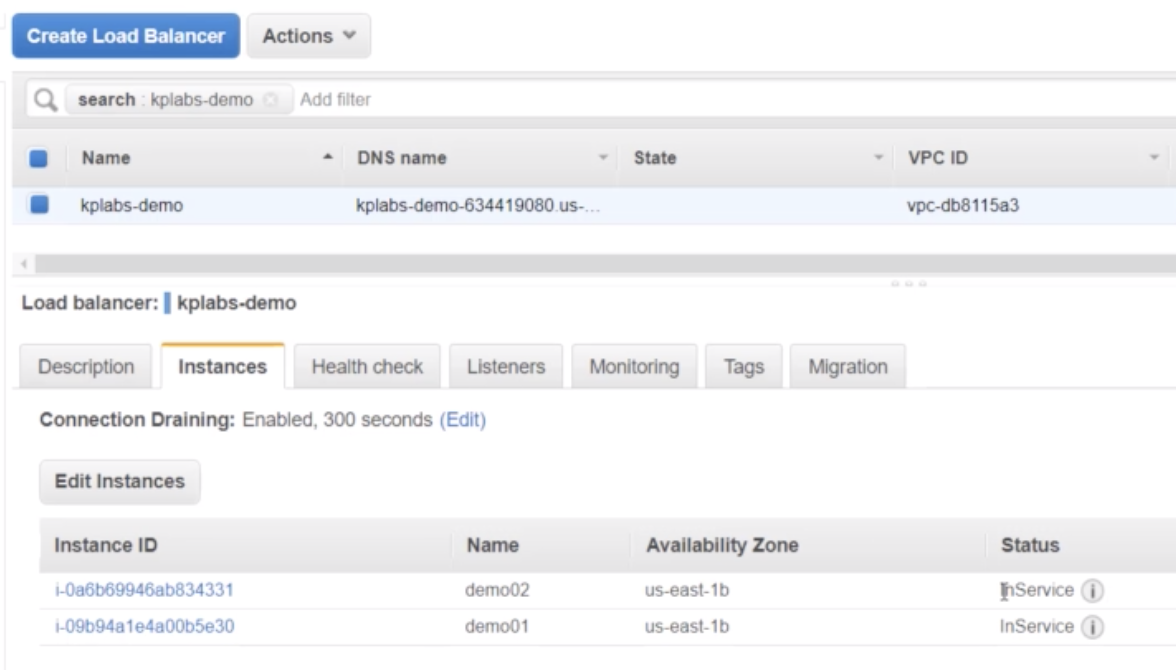 Create Load Balancer Actions
search : kplabs-demo Add filter
Name DNS name State VPC ID
kplabs-demo kplabs-demo-634419080.us-... vpc-db8115a3
Load balancer: kplabs-demo
Description Instances Health check Listeners Monitoring Tags Migration
Connection Draining: Enabled, 300 seconds (Edit)
Edit Instances
Instance ID Name Availability Zone Status
i-0a6b69946ab834331 demo02 us-east-1b InService
i-09b94a1e4a00b5e30 demo01 us-east-1b InService